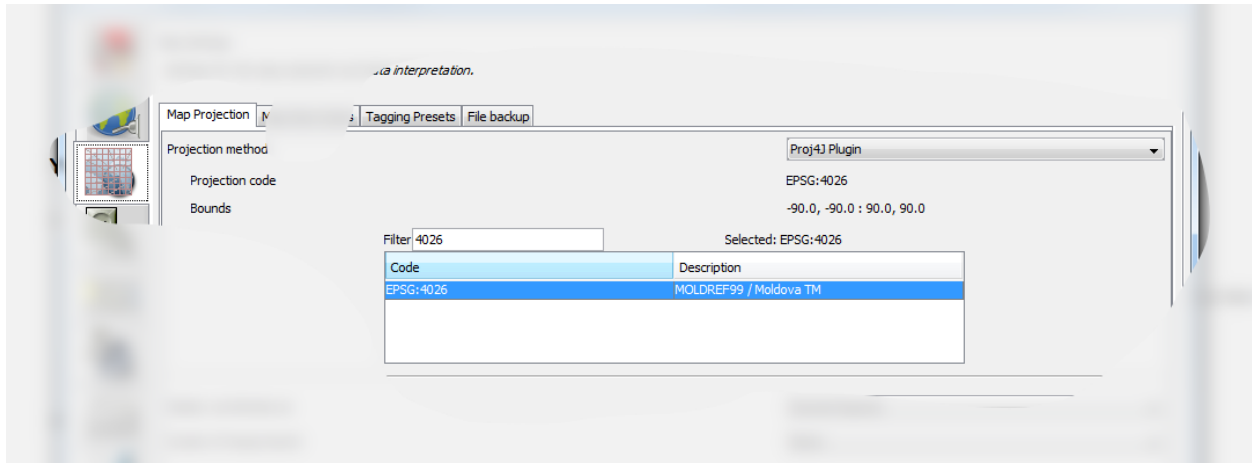 interpretation.
Map Projection Tagging Presets File backup
Projection method Proj4J Plugin
Projection code EPSG:4026
Bounds -90.0, -90.0 : 90.0, 90.0
Filter 4026 Selected: EPSG:4026
Code Description
EPSG:4026 MOLDREF99 / Moldova TM